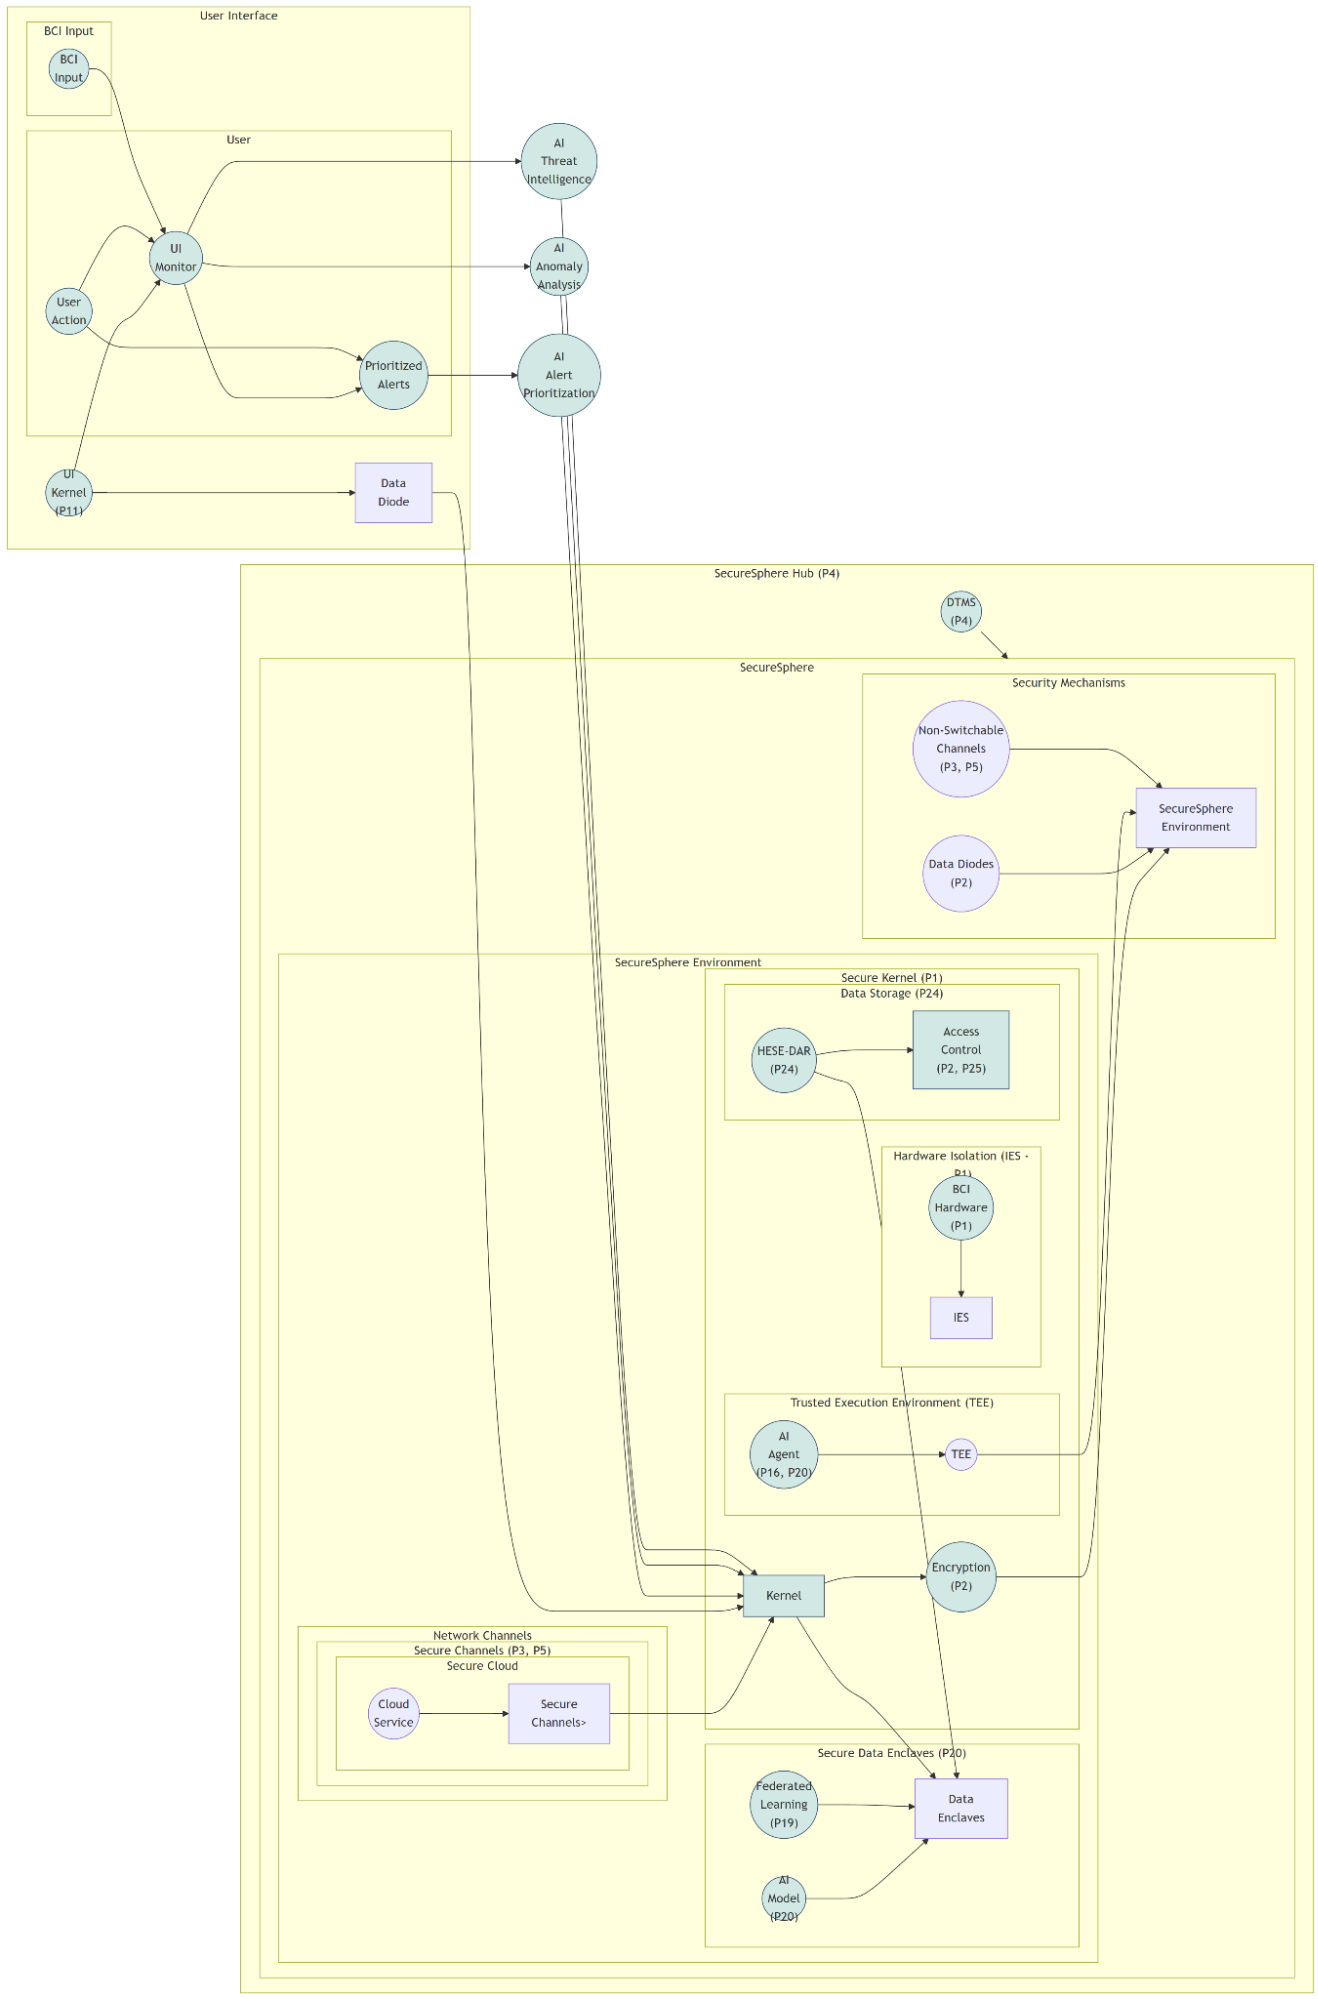 User Interface
BCI Input
BCI
Input
User
AI
Threat
Intelligence
UI
Monitor
AI
Anomaly
Analysis
User
Action
Prioritized
Alerts
AI
Alert
Prioritization
UI
Kernel
(P11)
Data
Diode
SecureSphere Hub (P4)
DTMS
(P4)
SecureSphere
Security Mechanisms
Non-Switchable
Channels
(P3, P5)
SecureSphere
Environment
Data Diodes
(P2)
SecureSphere Environment
Secure Kernel (P1)
Data Storage (P24)
HESE-DAR
(P24)
Access
Control
(P2, P25)
Hardware Isolation (IES -
P1)
BCI
Hardware
(P1)
IES
Trusted Execution Environment (TEE)
AI
Agent
(P16, P20)
TEE
Encryption
(P2)
Kernel
Network Channels
Secure Channels (P3, P5)
Secure Cloud
Cloud
Service
Secure
Channels>
Secure Data Enclaves (P20)
Federated
Learning
(P19)
Data
Enclaves
AI
Model
(P20)